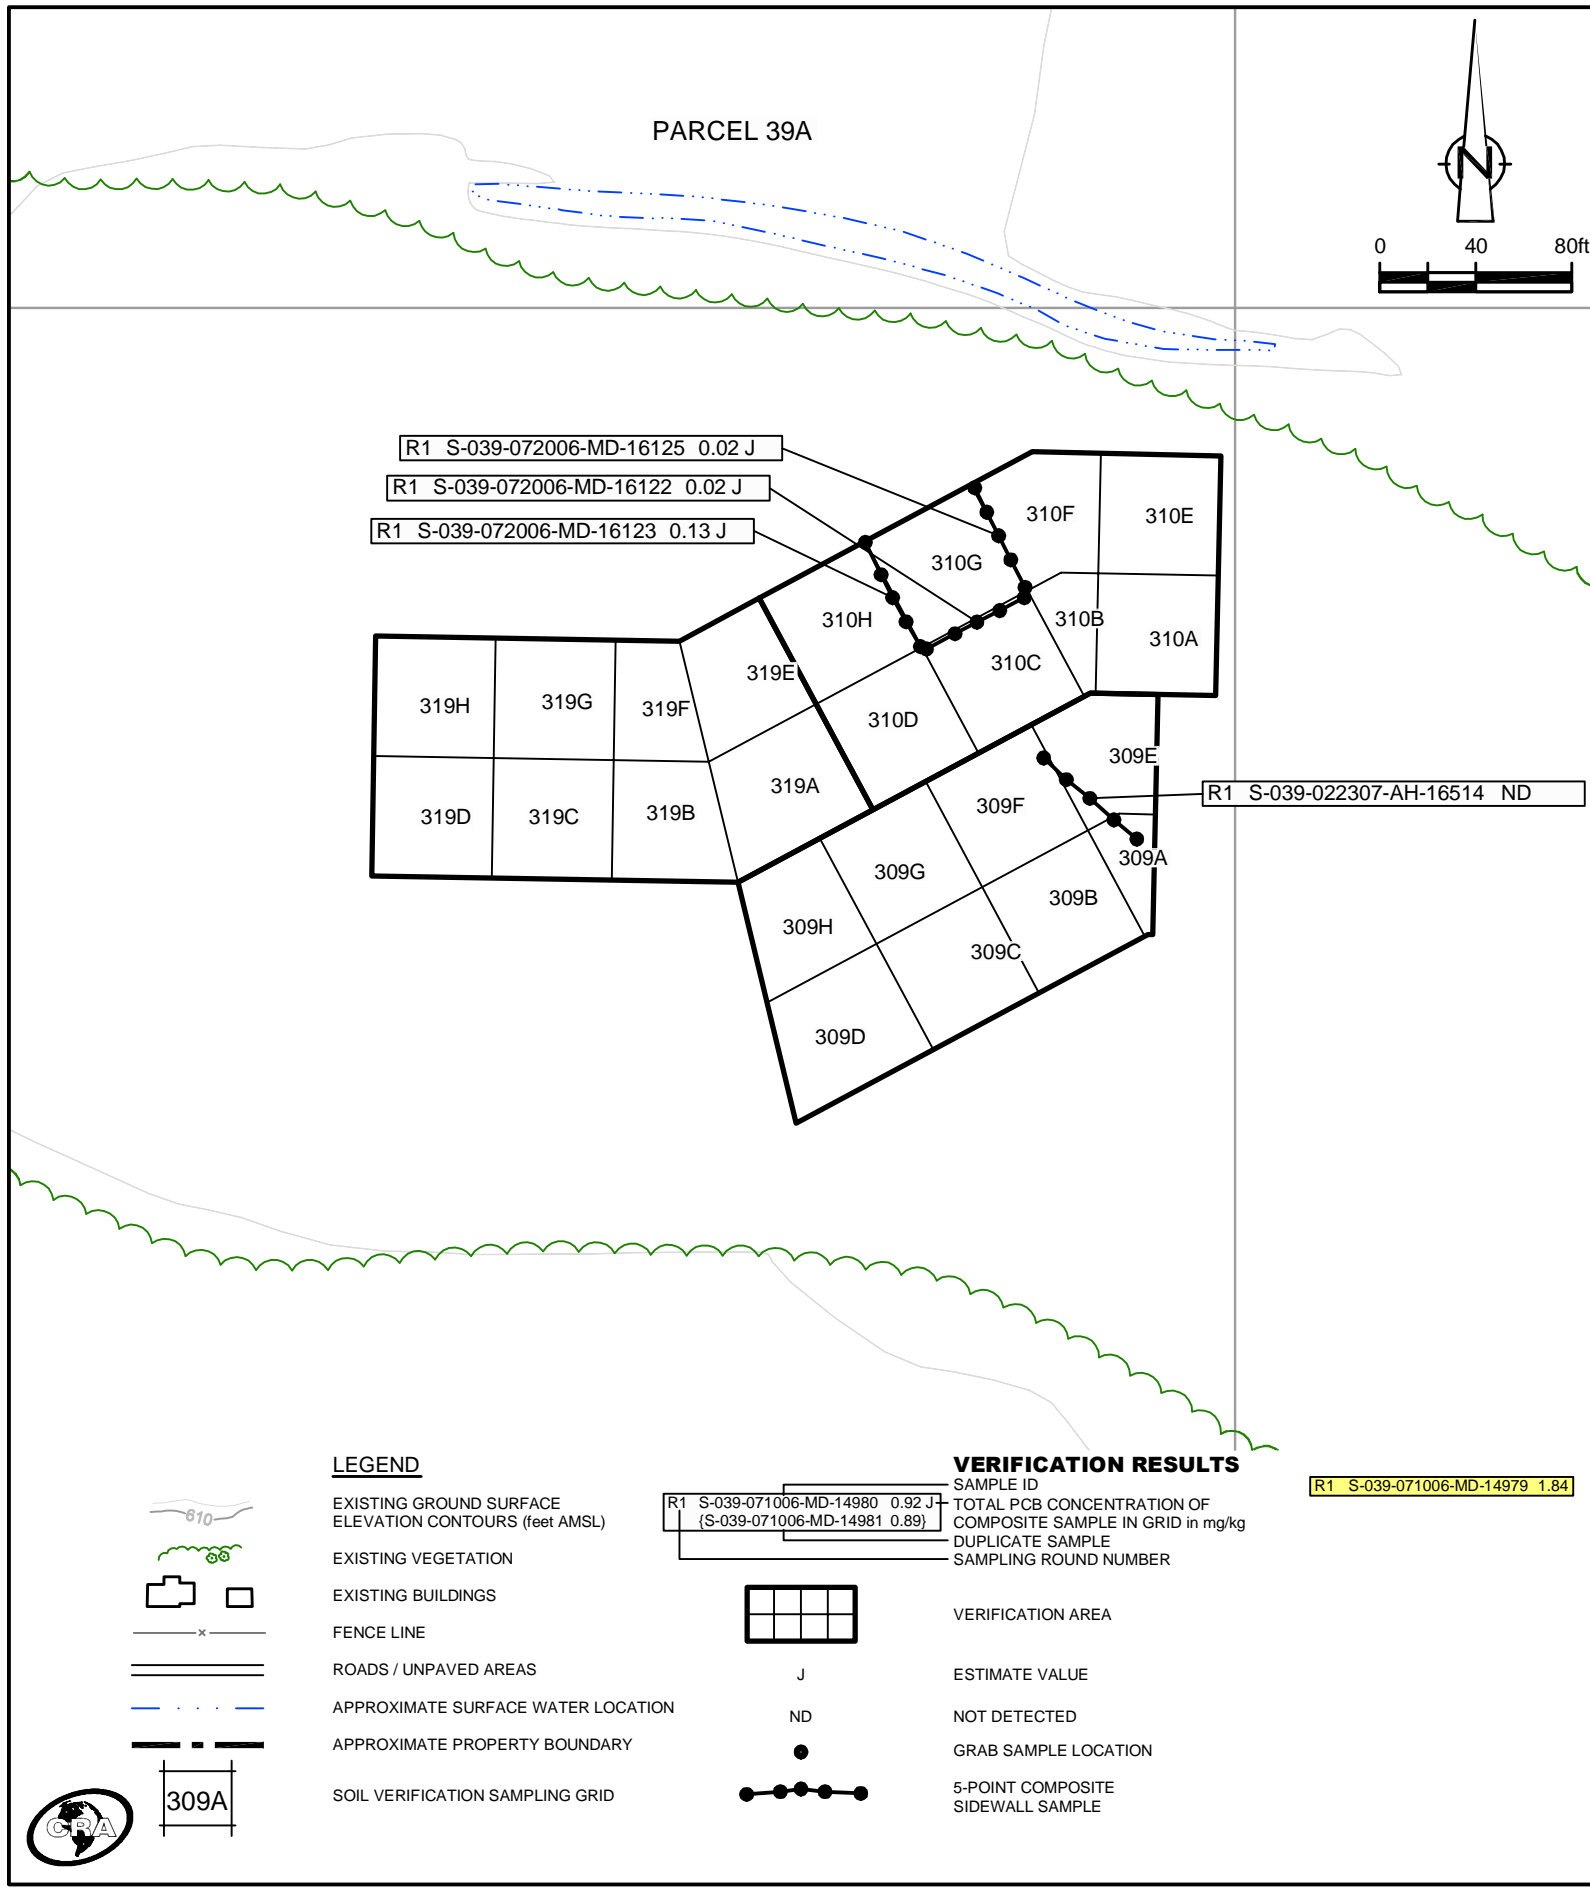 PARCEL 39A
N
0 40 80ft
R1 S-039-072006-MD-16125 0.02 J
R1 S-039-072006-MD-16122 0.02 J
R1 S-039-072006-MD-16123 0.13 J
310F
310E
310G
310H
310B
310A
310C
319E
319H
319G
319F
310D
309E
319A
R1 S-039-022307-AH-16514 ND
319D
319C
319B
309F
309A
309G
309B
309H
309C
309D
LEGEND
EXISTING GROUND SURFACE
ELEVATION CONTOURS (feet AMSL)
610
EXISTING VEGETATION
EXISTING BUILDINGS
FENCE LINE
x
ROADS / UNPAVED AREAS
APPROXIMATE SURFACE WATER LOCATION
APPROXIMATE PROPERTY BOUNDARY
309A
SOIL VERIFICATION SAMPLING GRID
CRA
VERIFICATION RESULTS
R1 S-039-071006-MD-14980 0.92 J
{S-039-071006-MD-14981 0.89}
SAMPLE ID
TOTAL PCB CONCENTRATION OF
COMPOSITE SAMPLE IN GRID in mg/kg
DUPLICATE SAMPLE
SAMPLING ROUND NUMBER
R1 S-039-071006-MD-14979 1.84
VERIFICATION AREA
J ESTIMATE VALUE
ND NOT DETECTED
GRAB SAMPLE LOCATION
5-POINT COMPOSITE
SIDEWALL SAMPLE